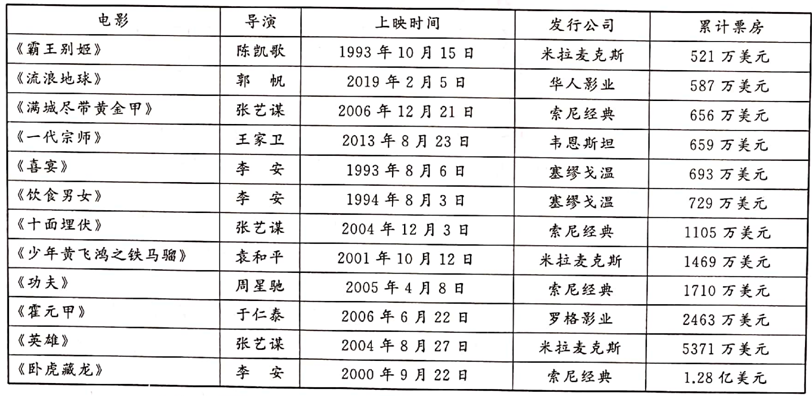 电影 导演 上映时间 发行公司 累计票房
《霸王别姬》 陈凯歌 1993年10月15日 米拉麦克斯 521万美元
《流浪地球》 郭 帆 2019年2月5日 华人影业 587万美元
《满城尽带黄金甲》 张艺谋 2006年12月21日 索尼经典 656万美元
《一代宗师》 王家卫 2013年8月23日 韦恩斯坦 659万美元
《喜宴》 李 安 1993年8月6日 塞缪戈温 693万美元
《饮食男女》 李 安 1994年8月3日 塞缪戈温 729万美元
《十面埋伏》 张艺谋 2004年12月3日 索尼经典 1105万美元
《少年黄飞鸿之铁马骝》 袁和平 2001年10月12日 米拉麦克斯 1469万美元
《功夫》 周星驰 2005年4月8日 索尼经典 1710万美元
《霍元甲》 于仁泰 2006年6月22日 罗格影业 2463万美元
《英雄》 张艺谋 2004年8月27日 米拉麦克斯 5371万美元
《卧虎藏龙》 李 安 2000年9月22日 索尼经典 1.28亿美元